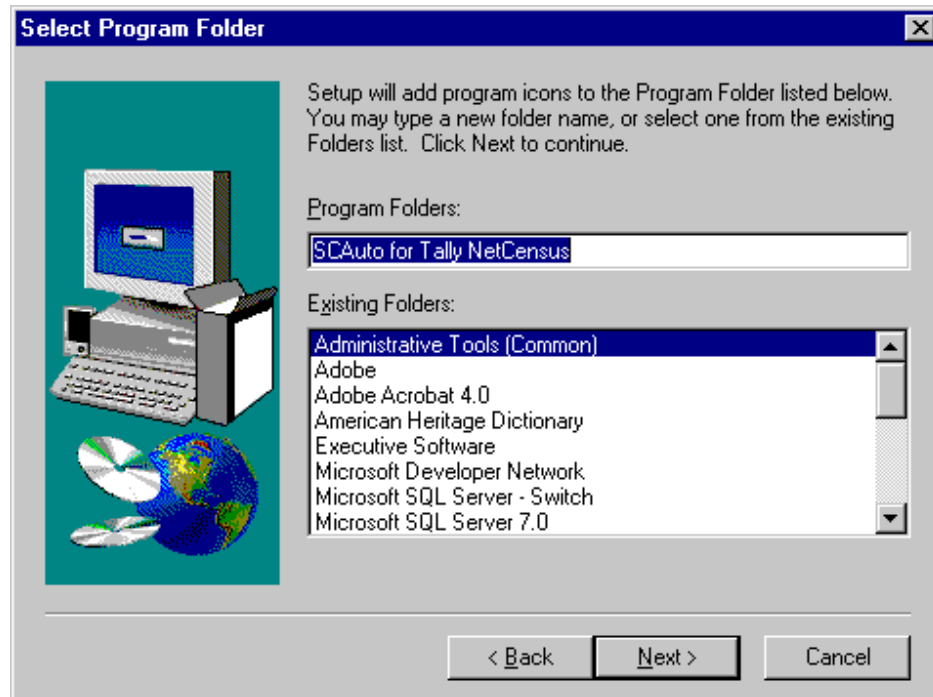 Select Program Folder
Setup will add program icons to the Program Folder listed below.
You may type a new folder name, or select one from the existing
Folders list. Click Next to continue.
Program Folders:
SCAuto for Tally NetCensus
Existing Folders:
Administrative Tools (Common)
Adobe
Adobe Acrobat 4.0
American Heritage Dictionary
Executive Software
Microsoft Developer Network
Microsoft SQL Server - Switch
Microsoft SQL Server 7.0
< Back
Next >
Cancel